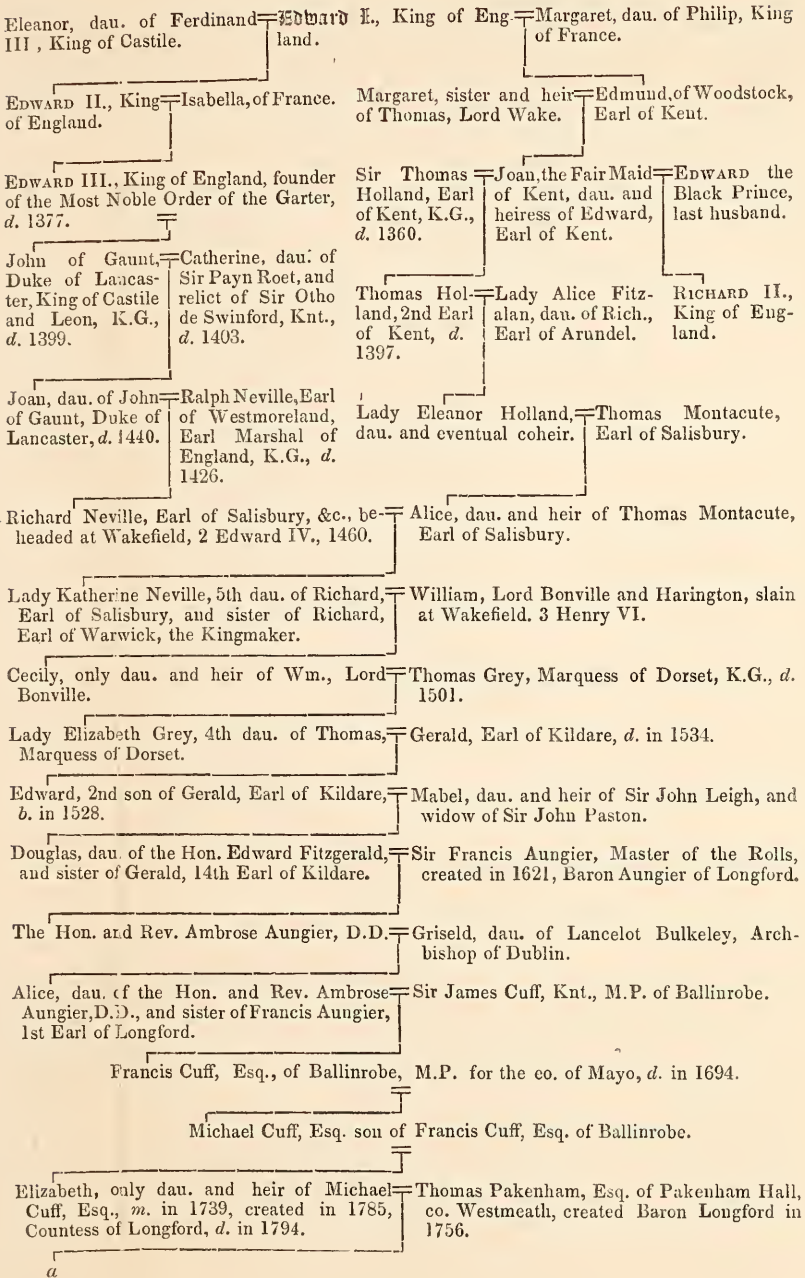 Eleanor, dau. of Ferdinand
III , King of Castile.
Edward I., King of Eng-
land.
Margaret, dau. of Philip, King
of France.
EDWARD II., King
of England.
Isabella, of France.
Margaret, sister and heir
of Thomas, Lord Wake.
Edmund, of Woodstock,
Earl of Kent.
EDWARD III., King of England, founder
of the Most Noble Order of the Garter,
d. 1377.
Sir Thomas
Holland, Earl
of Kent, K.G.,
d. 1360.
Joan, the Fair Maid
of Kent, dau. and
heiress of Edward,
Earl of Kent.
EDWARD the
Black Prince,
last husband.
John of Gaunt,
Duke of Lancas-
ter, King of Castile
and Leon, K.G.,
d. 1399.
Catherine, dau. of
Sir Payn Roet, and
relict of Sir Otho
de Swinford, Knt.,
d. 1403.
Thomas Hol-
land, 2nd Earl
of Kent, d.
1397.
Lady Alice Fitz-
alan, dau. of Rich.,
Earl of Arundel.
RICHARD II.,
King of Eng-
land.
Joan, dau. of John
of Gaunt, Duke of
Lancaster, d. 1440.
Ralph Neville, Earl
of Westmoreland,
Earl Marshal of
England, K.G., d.
1426.
Lady Eleanor Holland,
dau. and eventual coheir.
Thomas Montacute,
Earl of Salisbury.
Richard Neville, Earl of Salisbury, &c., be-
headed at Wakefield, 2 Edward IV., 1460.
Alice, dau. and heir of Thomas Montacute,
Earl of Salisbury.
Lady Katherine Neville, 5th dau. of Richard,
Earl of Salisbury, and sister of Richard,
Earl of Warwick, the Kingmaker.
William, Lord Bonville and Harington, slain
at Wakefield. 3 Henry VI.
Cecily, only dau. and heir of Wm., Lord
Bonville.
Thomas Grey, Marquess of Dorset, K.G., d.
1501.
Lady Elizabeth Grey, 4th dau. of Thomas,
Marquess of Dorset.
Gerald, Earl of Kildare, d. in 1534.
Edward, 2nd son of Gerald, Earl of Kildare,
b. in 1528.
Mabel, dau. and heir of Sir John Leigh, and
widow of Sir John Paston.
Douglas, dau. of the Hon. Edward Fitzgerald,
and sister of Gerald, 14th Earl of Kildare.
Sir Francis Aungier, Master of the Rolls,
created in 1621, Baron Aungier of Longford.
The Hon. and Rev. Ambrose Aungier, D.D.
Griseld, dau. of Lancelot Bulkeley, Arch-
bishop of Dublin.
Alice, dau. of the Hon. and Rev. Ambrose
Aungier, D.D., and sister of Francis Aungier,
1st Earl of Longford.
Sir James Cuff, Knt., M.P. of Ballinrobe.
Francis Cuff, Esq., of Ballinrobe, M.P. for the co. of Mayo, d. in 1694.
Michael Cuff, Esq. son of Francis Cuff, Esq. of Ballinrobe.
Elizabeth, only dau. and heir of Michael
Cuff, Esq., m. in 1739, created in 1785,
Countess of Longford, d. in 1794.
Thomas Pakenham, Esq. of Pakenham Hall,
co. Westmeath, created Baron Longford in
1756.
a